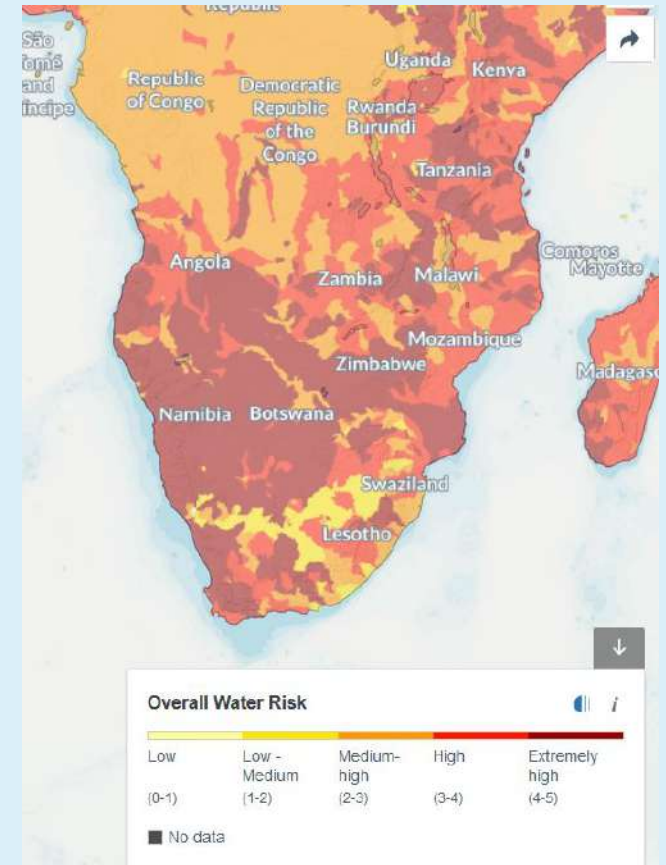 Republic
São
Tomé
and
Príncipe
Uganda
Kenya
Republic
of Congo
Democratic
Republic
of the
Congo
Rwanda
Burundi
Tanzania
Comoros
Mayotte
Angola
Zambia
Malawi
Mozambique
Zimbabwe
Madagasc
Namibia
Botswana
Swaziland
Lesotho
Overall Water Risk
i
Low
Low -
Medium
Medium-
high
High
Extremely
high
(0-1)
(1-2)
(2-3)
(3-4)
(4-5)
No data